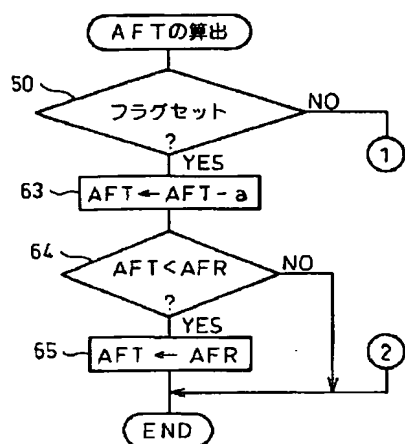 AFTの算出
50
フラグセット
?
NO
1
YES
63
AFT←AFT-a
64
AFT<AFR
?
NO
YES
65
AFT ← AFR
2
END